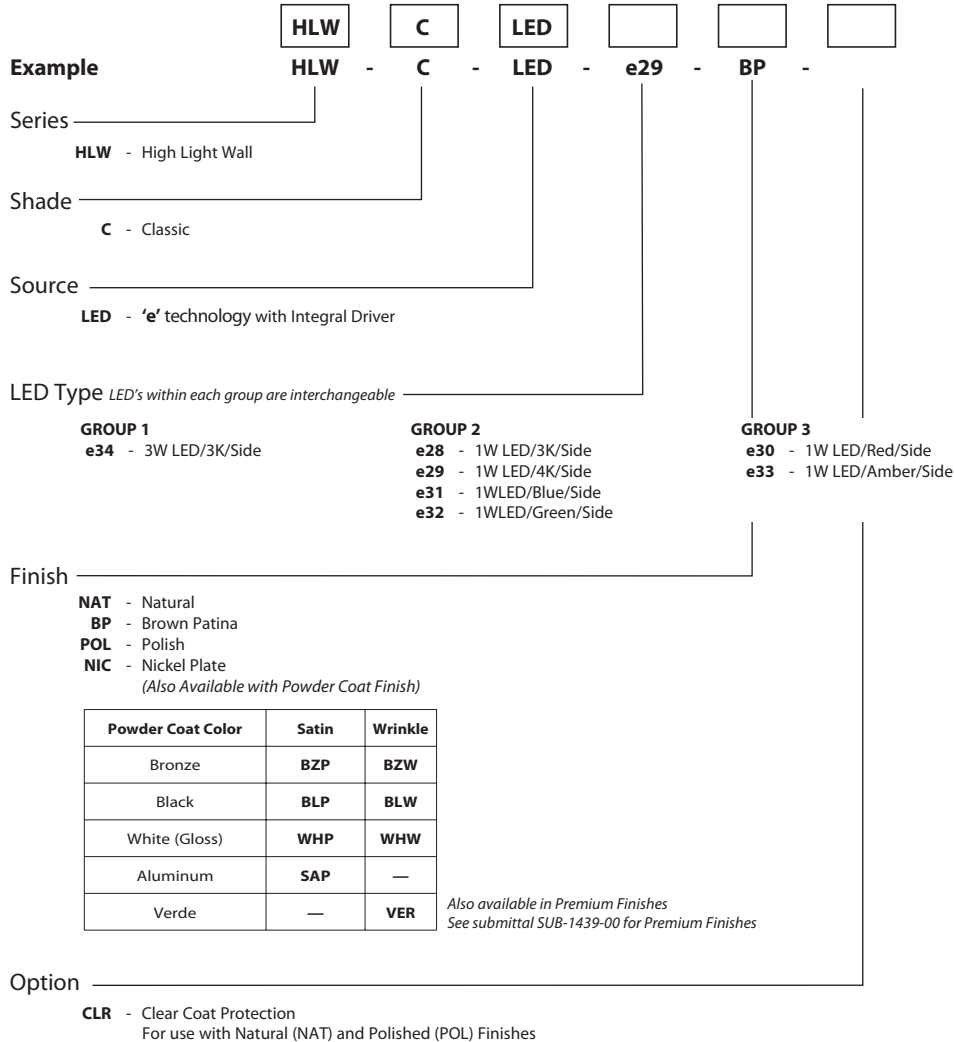 HLW C LED
Example HLW - C - LED - e29 - BP -
Series
HLW - High Light Wall
Shade
C - Classic
Source
LED - 'e' technology with Integral Driver
LED Type LED's within each group are interchangeable
GROUP 1 GROUP 2 GROUP 3
e34 - 3W LED/3K/Side e28 - 1W LED/3K/Side e30 - 1W LED/Red/Side
e29 - 1W LED/4K/Side e33 - 1W LED/Amber/Side
e31 - 1WLED/Blue/Side
e32 - 1WLED/Green/Side
Finish
NAT - Natural
BP - Brown Patina
POL - Polish
NIC - Nickel Plate
(Also Available with Powder Coat Finish)
Powder Coat Color Satin Wrinkle
Bronze BZP BZW
Black BLP BLW
White (Gloss) WHP WHW
Aluminum SAP —
Verde — VER
Also available in Premium Finishes
See submittal SUB-1439-00 for Premium Finishes
Option
CLR - Clear Coat Protection
For use with Natural (NAT) and Polished (POL) Finishes